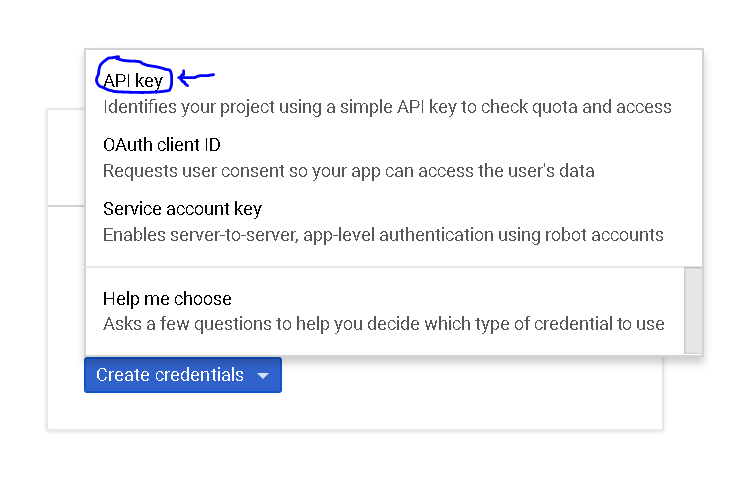 API key
Identifies your project using a simple API key to check quota and access
OAuth client ID
Requests user consent so your app can access the user's data
Service account key
Enables server-to-server, app-level authentication using robot accounts
Help me choose
Asks a few questions to help you decide which type of credential to use
Create credentials